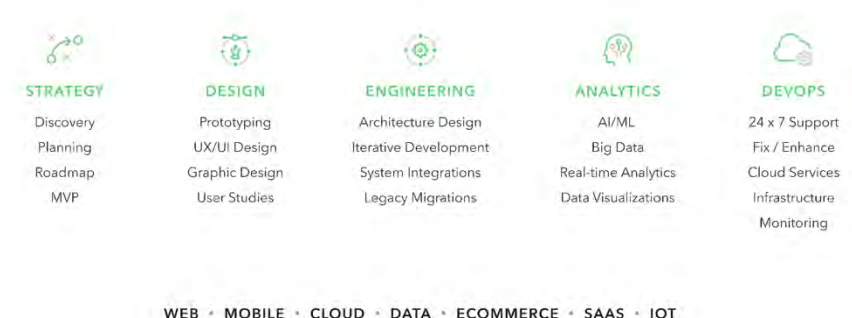 STRATEGY
Discovery
Planning
Roadmap
MVP
DESIGN
Prototyping
UX/UI Design
Graphic Design
User Studies
ENGINEERING
Architecture Design
Iterative Development
System Integrations
Legacy Migrations
ANALYTICS
AI/ML
Big Data
Real-time Analytics
Data Visualizations
DEVOPS
24 x 7 Support
Fix / Enhance
Cloud Services
Infrastructure
Monitoring
WEB • MOBILE • CLOUD • DATA • ECOMMERCE • SAAS • IOT